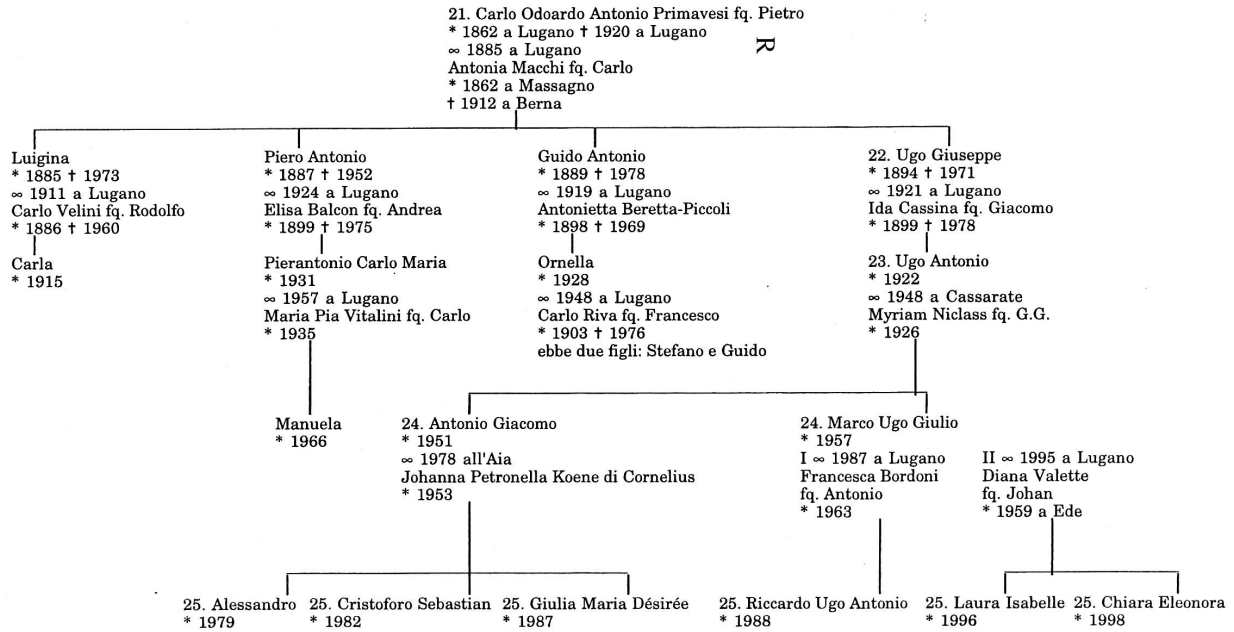 21. Carlo Odoardo Antonio Primavesi fq. Pietro
* 1862 a Lugano † 1920 a Lugano
∞ 1885 a Lugano
R
Antonia Macchi fq. Carlo
* 1862 a Massagno
† 1912 a Berna
Luigina
* 1885 † 1973
∞ 1911 a Lugano
Carlo Velini fq. Rodolfo
* 1886 † 1960
Carla
* 1915
Piero Antonio
* 1887 † 1952
∞ 1924 a Lugano
Elisa Balcon fq. Andrea
* 1899 † 1975
Pierantonio Carlo Maria
* 1931
∞ 1957 a Lugano
Maria Pia Vitalini fq. Carlo
* 1935
Guido Antonio
* 1889 † 1978
∞ 1919 a Lugano
Antonietta Beretta-Piccoli
* 1898 † 1969
Ornella
* 1928
∞ 1948 a Lugano
Carlo Riva fq. Francesco
* 1903 † 1976
ebbe due figli: Stefano e Guido
22. Ugo Giuseppe
* 1894 † 1971
∞ 1921 a Lugano
Ida Cassina fq. Giacomo
* 1899 † 1978
23. Ugo Antonio
* 1922
∞ 1948 a Cassarate
Myriam Niclass fq. G.G.
* 1926
Manuela
* 1966
24. Antonio Giacomo
* 1951
∞ 1978 all'Aia
Johanna Petronella Koene di Cornelius
* 1953
24. Marco Ugo Giulio
* 1957
I ∞ 1987 a Lugano
Francesca Bordoni
fq. Antonio
* 1963
II ∞ 1995 a Lugano
Diana Valette
fq. Johan
* 1959 a Ede
25. Alessandro
* 1979
25. Cristoforo Sebastian
* 1982
25. Giulia Maria Désirée
* 1987
25. Riccardo Ugo Antonio
* 1988
25. Laura Isabelle
* 1996
25. Chiara Eleonora
* 1998